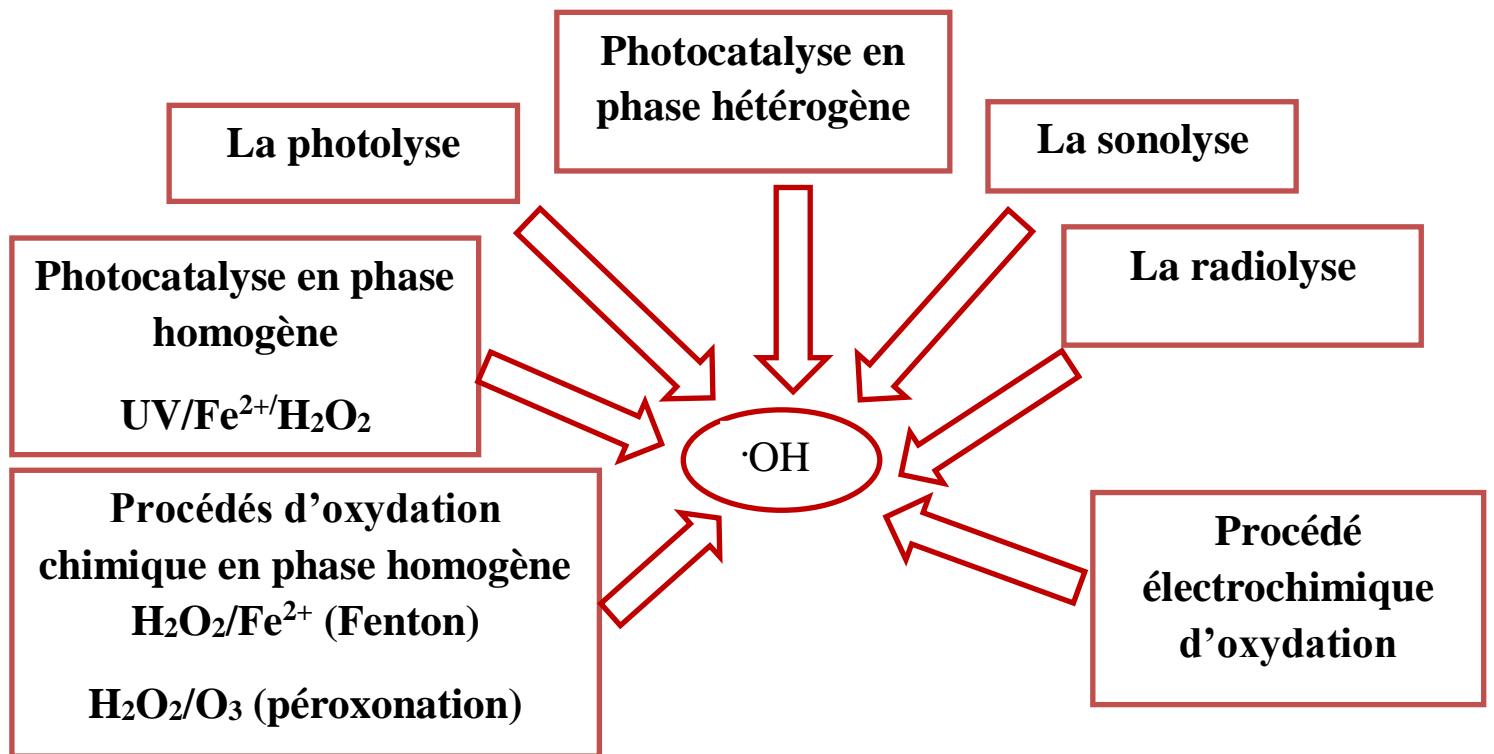 Photocatalyse en
phase hétérogène
La photolyse
La sonolyse
Photocatalyse en phase
homogène
UV/Fe²⁺/H₂O₂
La radiolyse
·OH
Procédés d’oxydation
chimique en phase homogène
H₂O₂/Fe²⁺ (Fenton)
H₂O₂/O₃ (péroxonation)
Procédé
électrochimique
d’oxydation